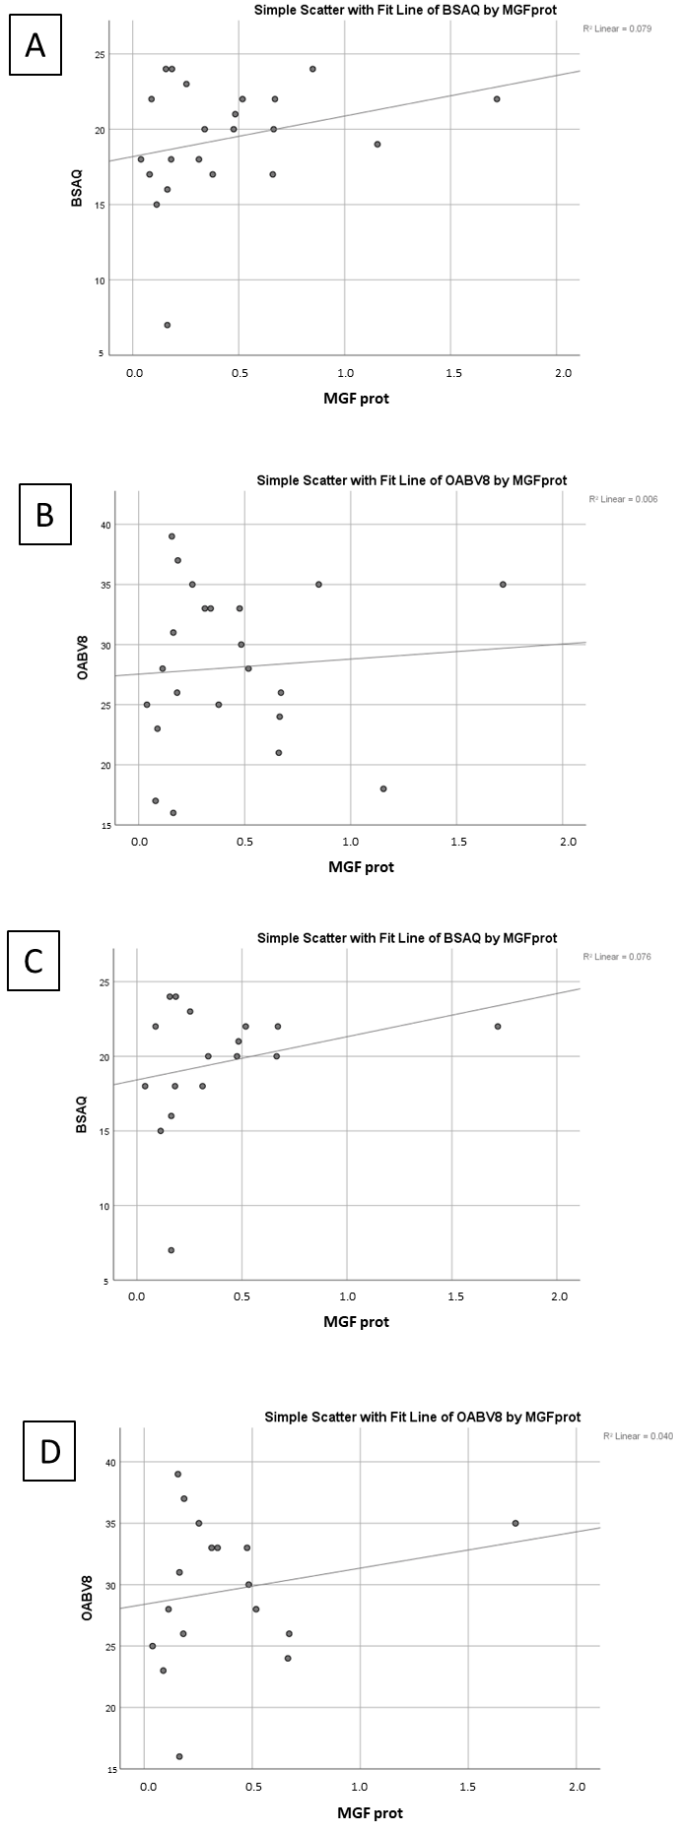 A
Simple Scatter with Fit Line of BSAQ by MGFprot
R² Linear = 0.079
25
20
15
10
5
BSAQ
0.0 0.5 1.0 1.5 2.0
MGF prot
B
Simple Scatter with Fit Line of OABV8 by MGFprot
R² Linear = 0.006
40
35
30
25
20
15
OABV8
0.0 0.5 1.0 1.5 2.0
MGF prot
C
Simple Scatter with Fit Line of BSAQ by MGFprot
R² Linear = 0.076
25
20
15
10
5
BSAQ
0.0 0.5 1.0 1.5 2.0
MGF prot
D
Simple Scatter with Fit Line of OABV8 by MGFprot
R² Linear = 0.040
40
35
30
25
20
15
OABV8
0.0 0.5 1.0 1.5 2.0
MGF prot